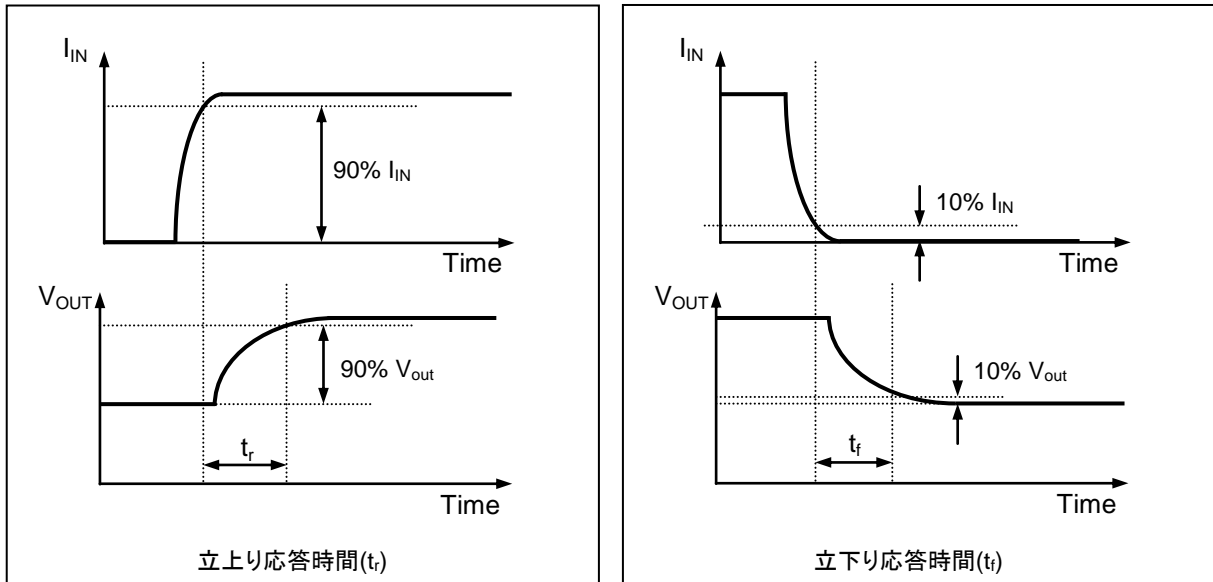 I_IN
90% I_IN
Time
V_OUT
90% V_out
t_r
Time
立上り応答時間(t_r)
I_IN
10% I_IN
Time
V_OUT
10% V_out
t_f
Time
立下り応答時間(t_f)